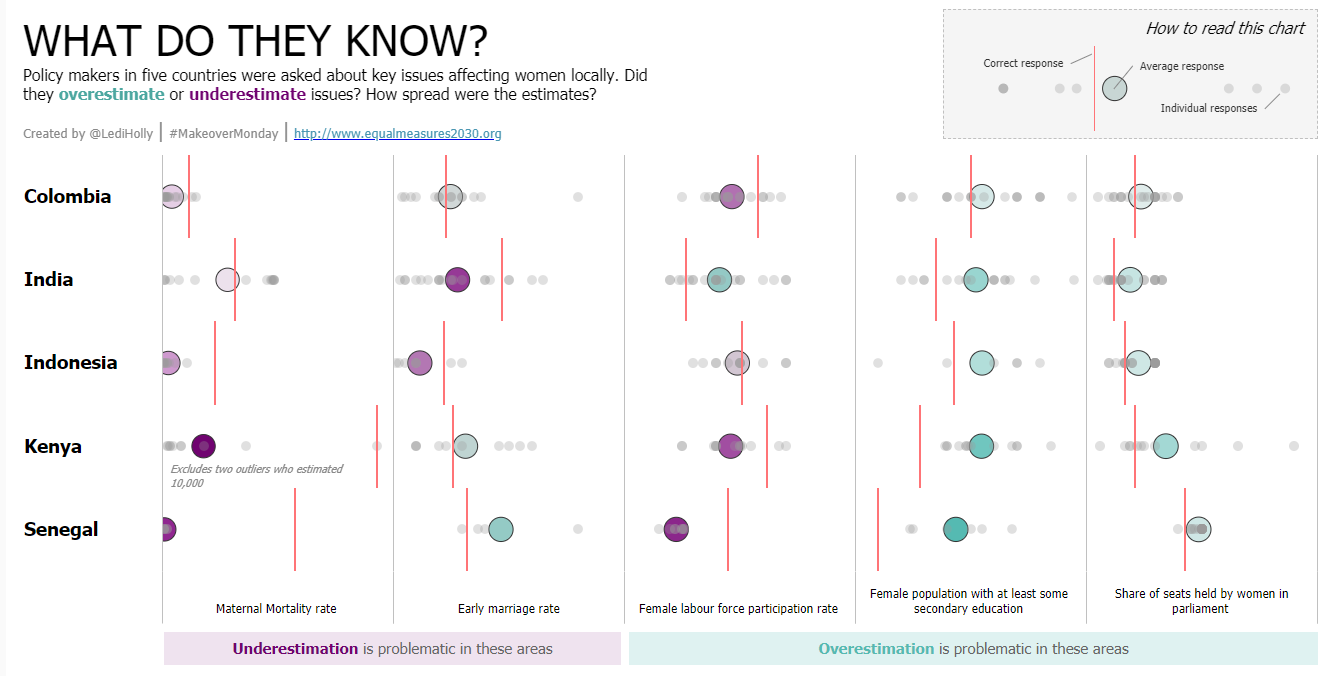 WHAT DO THEY KNOW?
Policy makers in five countries were asked about key issues affecting women locally. Did
they overestimate or underestimate issues? How spread were the estimates?
Created by @LediHolly | #MakeoverMonday | http://www.equalmeasures2030.org
How to read this chart
Correct response
Average response
Individual responses
Colombia
India
Indonesia
Kenya
Excludes two outliers who estimated
10,000
Senegal
Maternal Mortality rate
Early marriage rate
Female labour force participation rate
Female population with at least some
secondary education
Share of seats held by women in
parliament
Underestimation is problematic in these areas
Overestimation is problematic in these areas